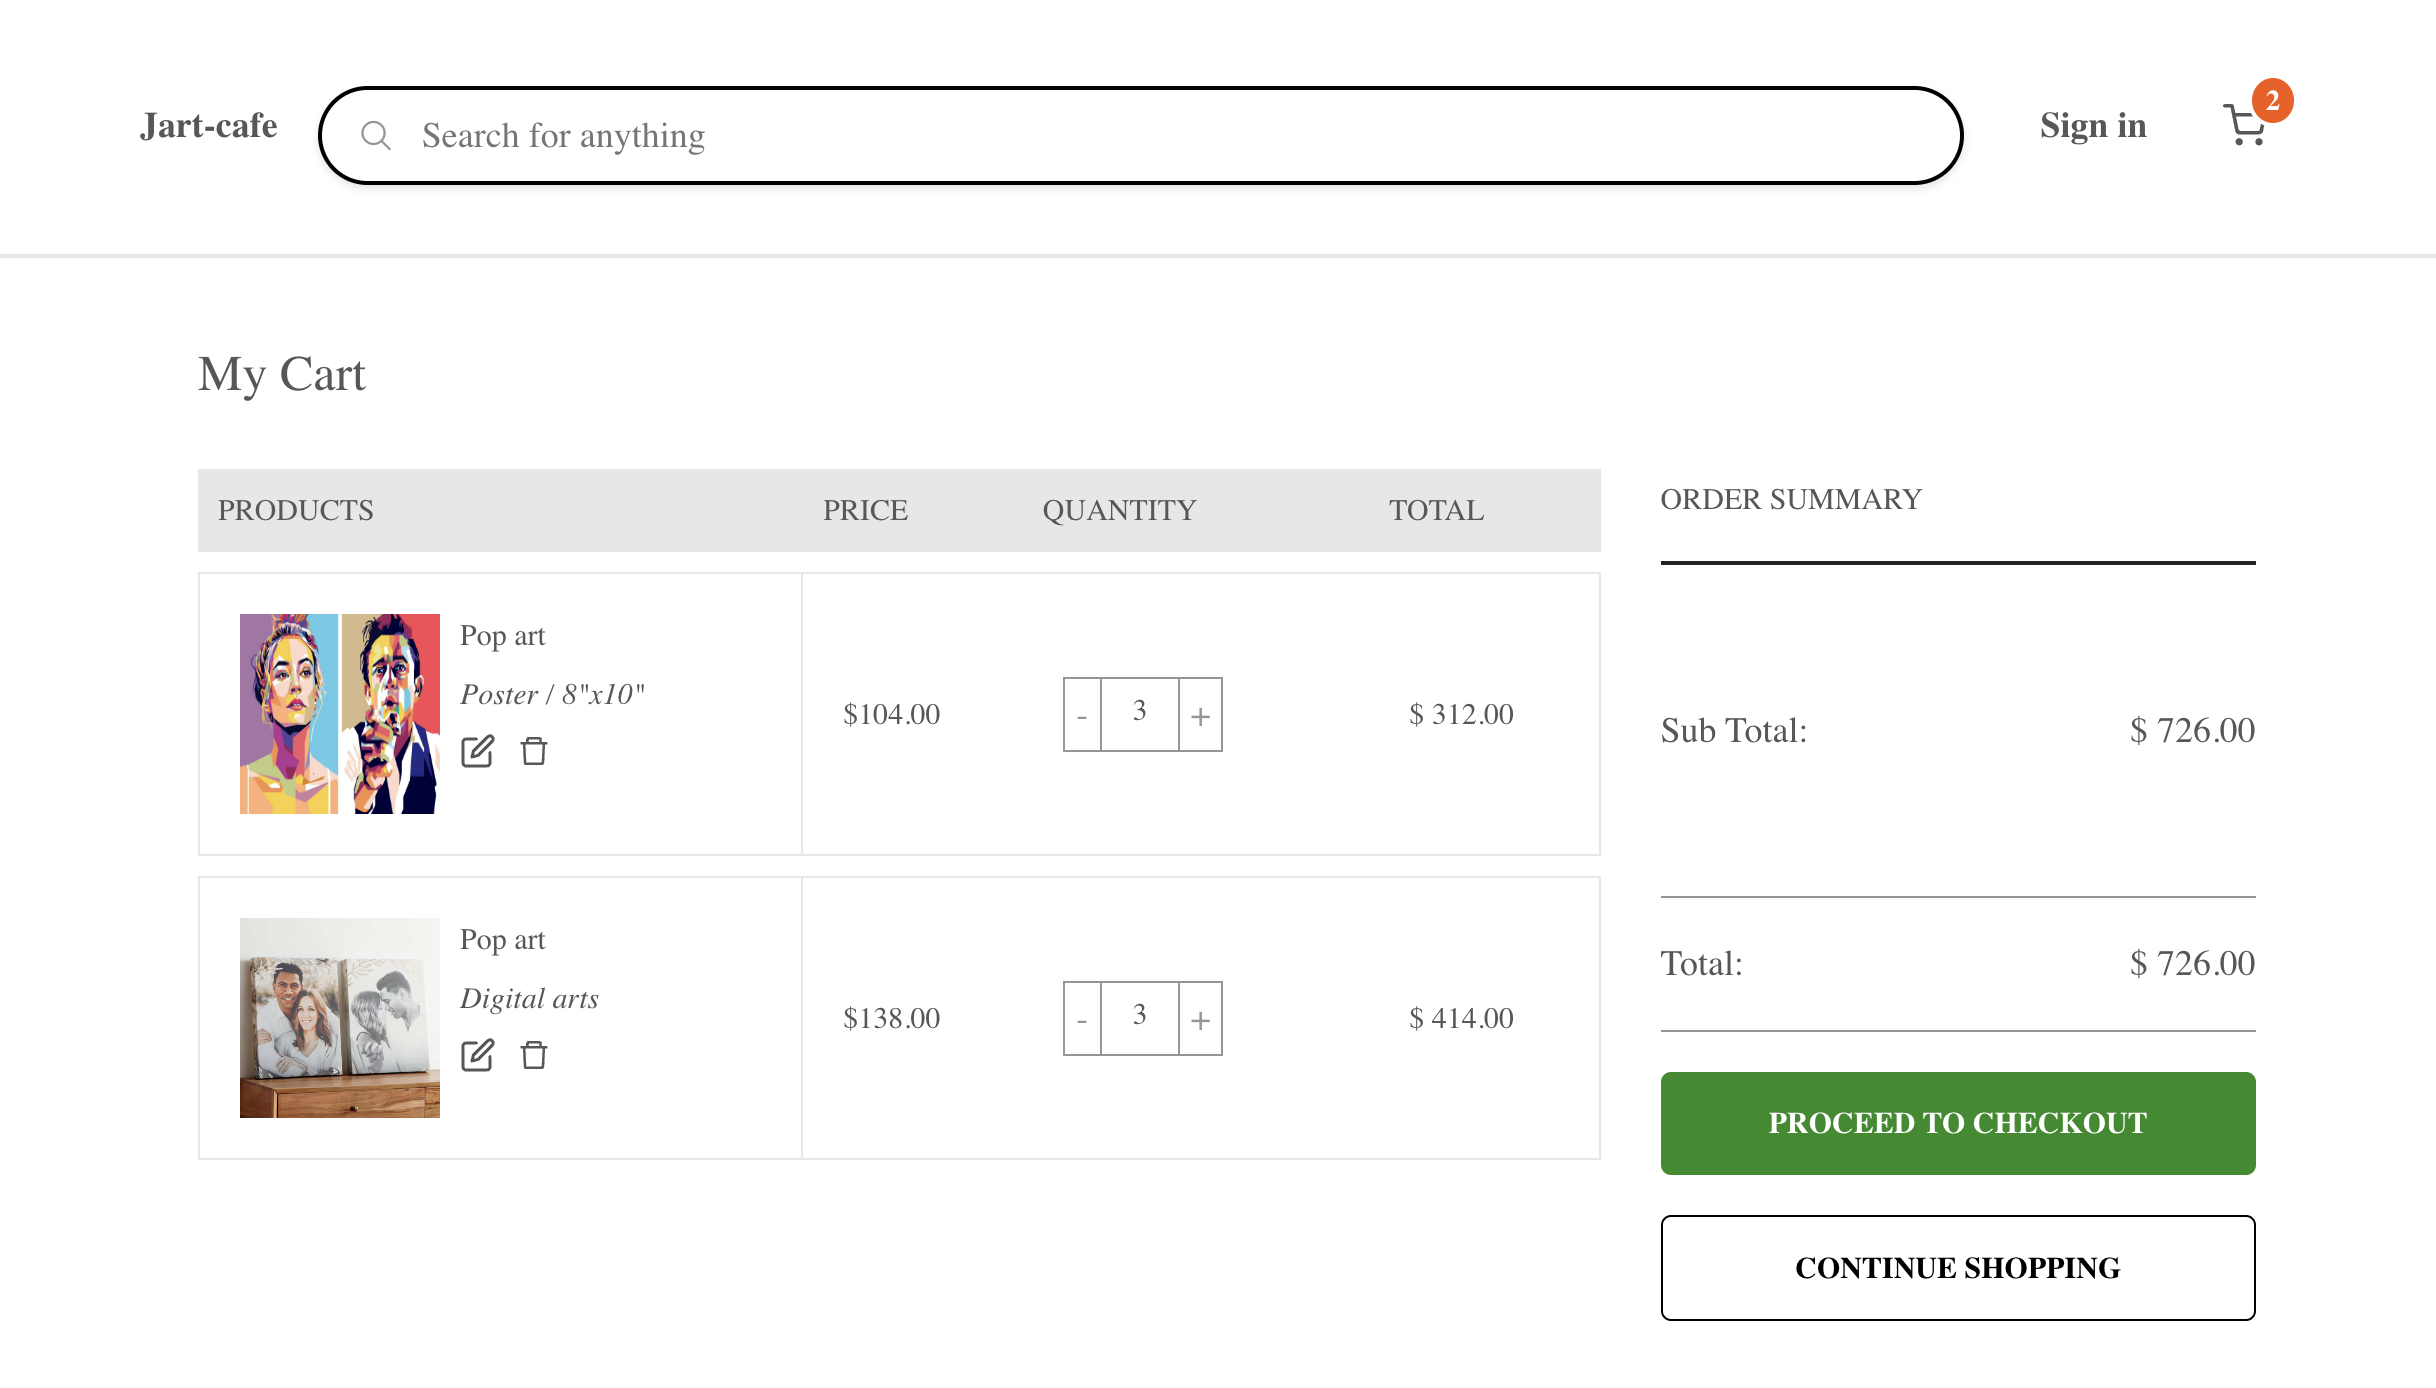 Jart-cafe
Search for anything
Sign in
2
My Cart
PRODUCTS PRICE QUANTITY TOTAL
Pop art
Poster / 8"x10"
$104.00 - 3 + $ 312.00
Pop art
Digital arts
$138.00 - 3 + $ 414.00
ORDER SUMMARY
Sub Total: $ 726.00
Total: $ 726.00
PROCEED TO CHECKOUT
CONTINUE SHOPPING